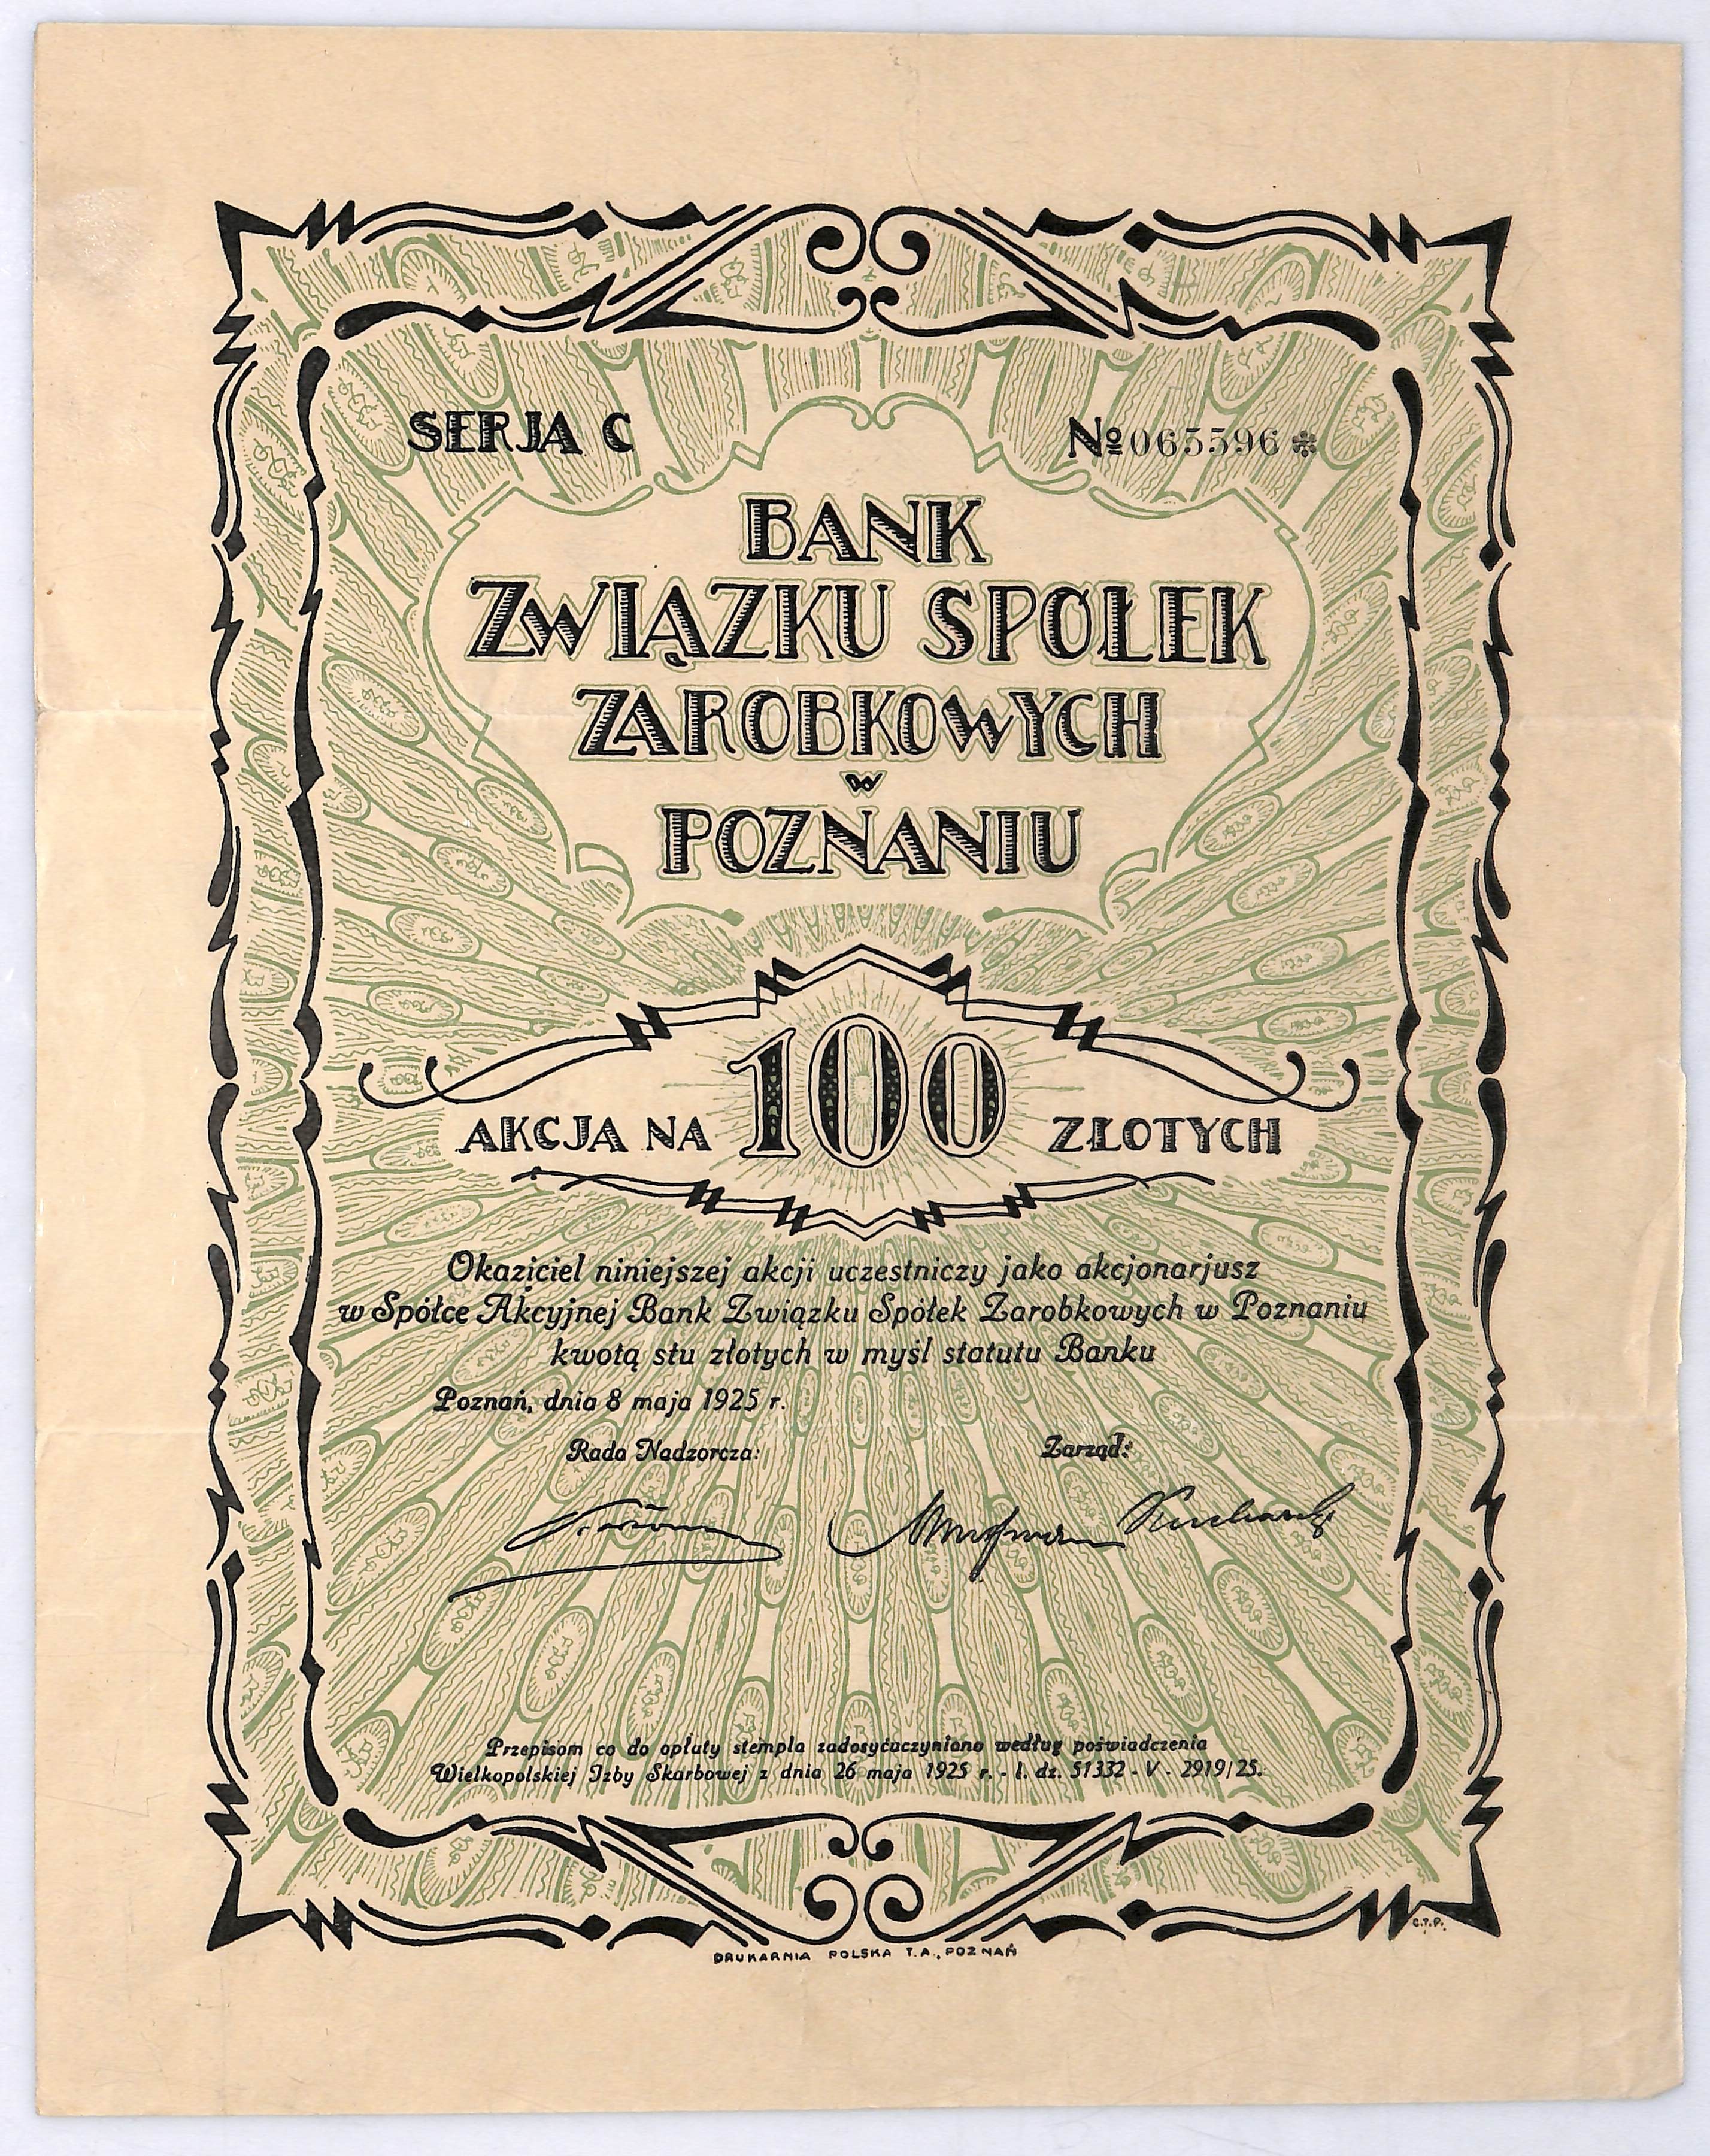 SERJA C № 065596 *
BANK
ZWIĄZKU SPÓŁEK
ZAROBKOWYCH
W
POZNANIU
AKCJA NA 100 ZŁOTYCH
Okaziciel niniejszej akcji uczestniczy jako akcjonarjusz
w Spółce Akcyjnej Bank Związku Spółek Zarobkowych w Poznaniu
kwotą stu złotych w myśl statutu Banku
Poznań, dnia 8 maja 1925 r.
Rada Nadzorcza: Zarząd:
Przepisom co do opłaty stempla zadosyćuczyniono według poświadczenia
Wielkopolskiej Izby Skarbowej z dnia 26 maja 1925 r. - l. dz. 51332 - V - 2919/25.
C.T.P.
DRUKARNIA POLSKA T.A., POZNAŃ